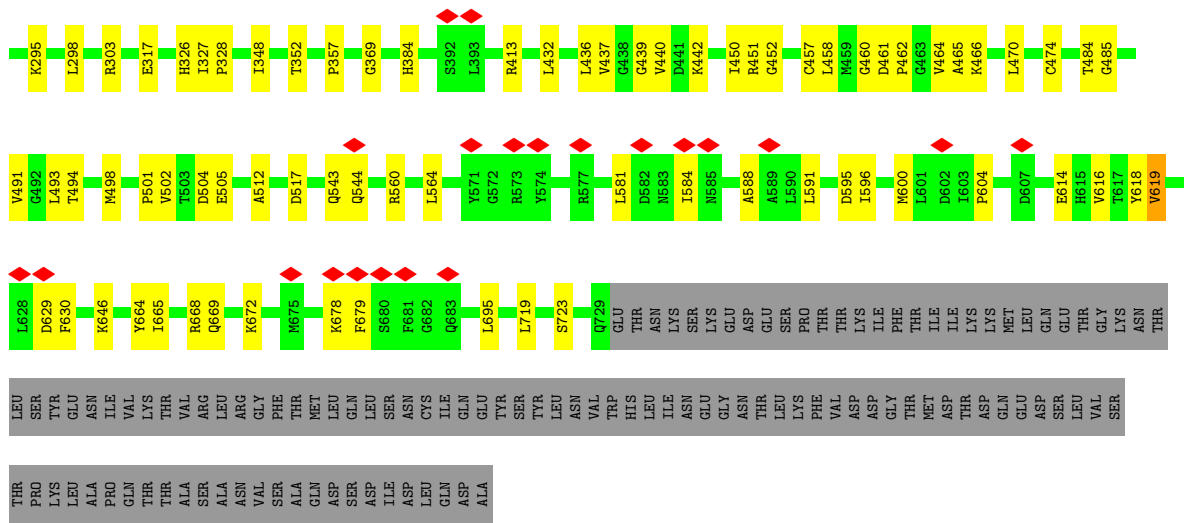 K295 L298 R303 E317 H326 I327 P328 I348 T352 P357 G369 H384 S392 L393 R413 L432 L436 V437 G438 G439 V440 D441 K442 I450 R451 G452 C457 L458 M459 G460 D461 P462 G463 V464 A465 K466 L470 C474 T484 G485
V491 G492 L493 T494 M498 P501 V502 T503 D504 E505 A512 D517 Q543 Q544 R560 L564 Y571 G572 R573 Y574 R577 L581 D582 N583 I584 N585 A588 A589 L590 L591 D595 I596 M600 L601 D602 I603 P604 D607 E614 H615 V616 T617 Y618 V619
L628 D629 F630 K646 Y664 I665 R668 Q669 K672 M675 K678 F679 S680 F681 G682 Q683 L695 L719 S723 Q729 GLU THR ASN LYS SER LYS GLU ASP GLU SER PRO THR THR LYS ILE PHE THR ILE ILE LYS LYS MET LEU GLN GLU THR GLY LYS ASN THR
LEU SER TYR GLU ASN ILE VAL LYS THR VAL ARG LEU ARG GLY PHE THR MET LEU GLN LEU SER ASN CYS ILE GLN GLU TYR SER TYR LEU ASN VAL TRP HIS LEU ILE ASN GLU GLY ASN THR LEU LYS PHE VAL ASP ASP GLY THR MET ASP THR ASP GLN GLU ASP SER LEU VAL SER
THR PRO LYS LEU ALA PRO GLN THR THR ALA SER ALA ASN VAL SER ALA GLN ASP SER ASP ILE ASP LEU GLN ASP ALA